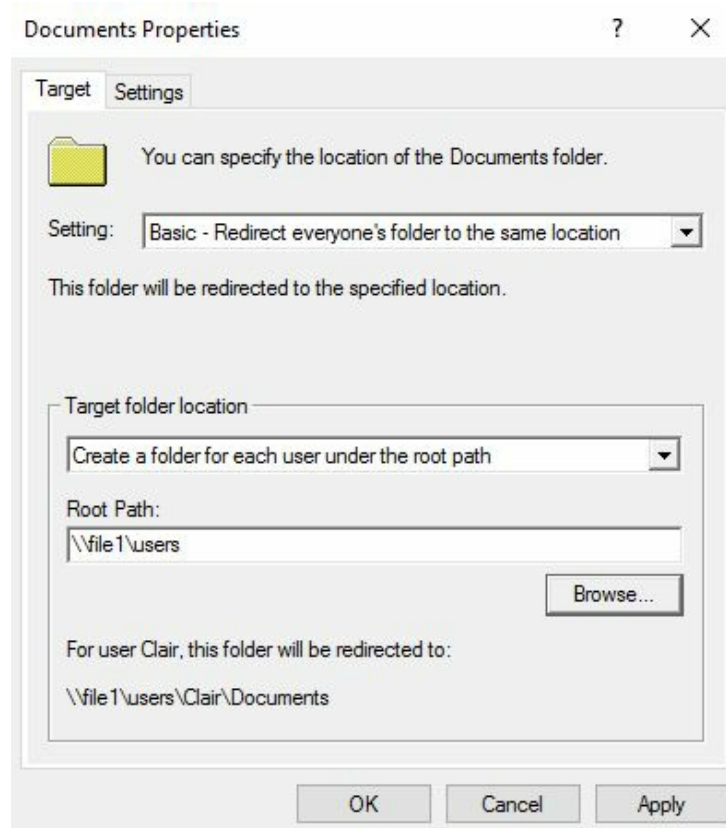 Documents Properties ? ×
Target Settings
You can specify the location of the Documents folder.
Setting: Basic - Redirect everyone's folder to the same location
This folder will be redirected to the specified location.
Target folder location
Create a folder for each user under the root path
Root Path:
\\file1\users
Browse...
For user Clair, this folder will be redirected to:
\\file1\users\Clair\Documents
OK Cancel Apply